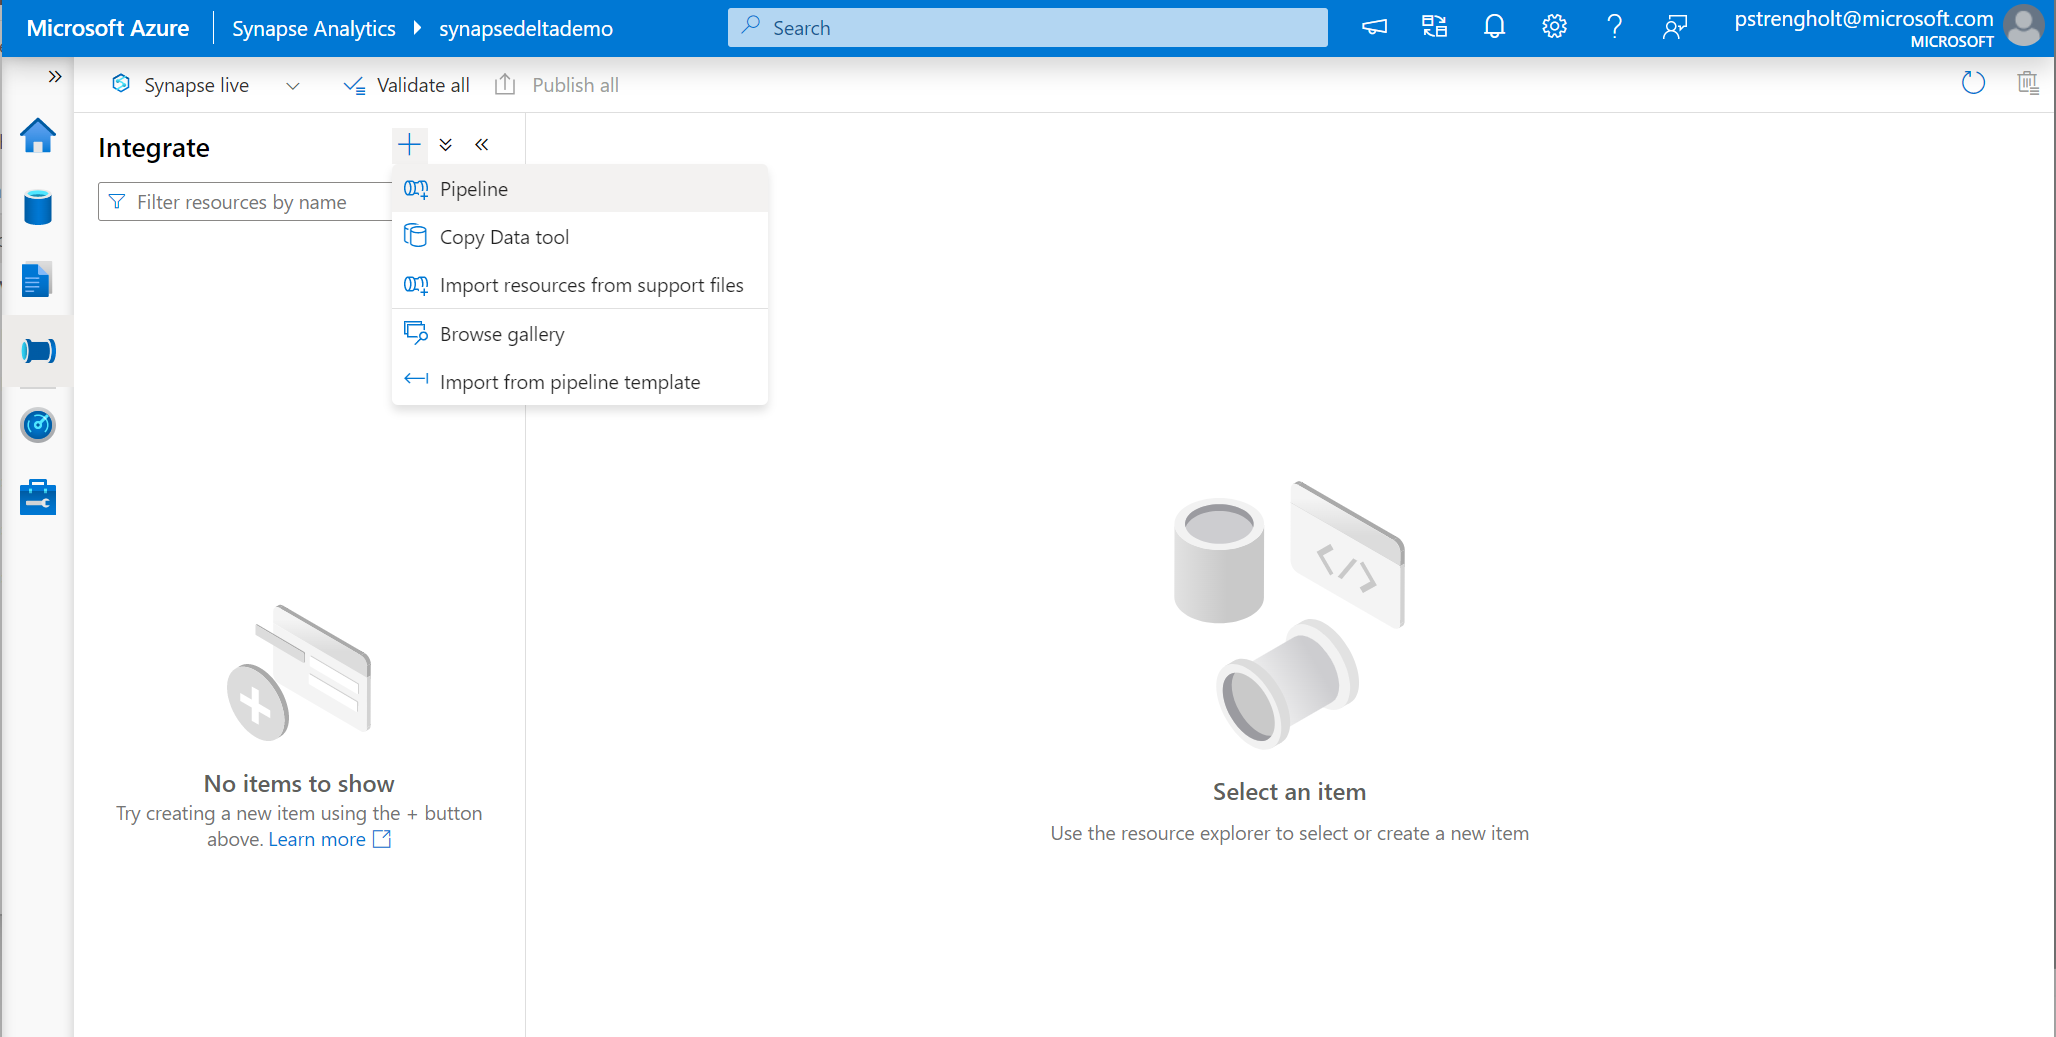 Microsoft Azure
Synapse Analytics
synapsedeltademo
Search
pstrengholt@microsoft.com
MICROSOFT
Synapse live
Validate all
Publish all
Integrate
Filter resources by name
Pipeline
Copy Data tool
Import resources from support files
Browse gallery
Import from pipeline template
No items to show
Try creating a new item using the + button
above. Learn more
Select an item
Use the resource explorer to select or create a new item